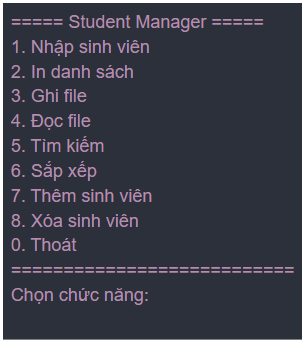 ===== Student Manager =====
1. Nhập sinh viên
2. In danh sách
3. Ghi file
4. Đọc file
5. Tìm kiếm
6. Sắp xếp
7. Thêm sinh viên
8. Xóa sinh viên
0. Thoát
===========================
Chọn chức năng: